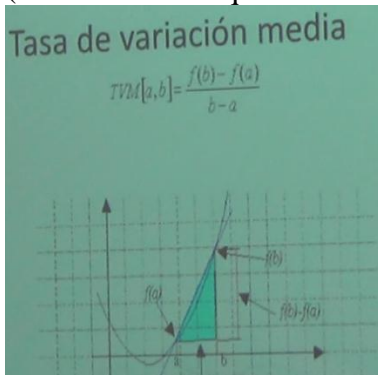 Tasa de variación media
TVM[a,b]= f(b)- f(a) / b-a
f(b)
f(a)
f(b)-f(a)
a
b